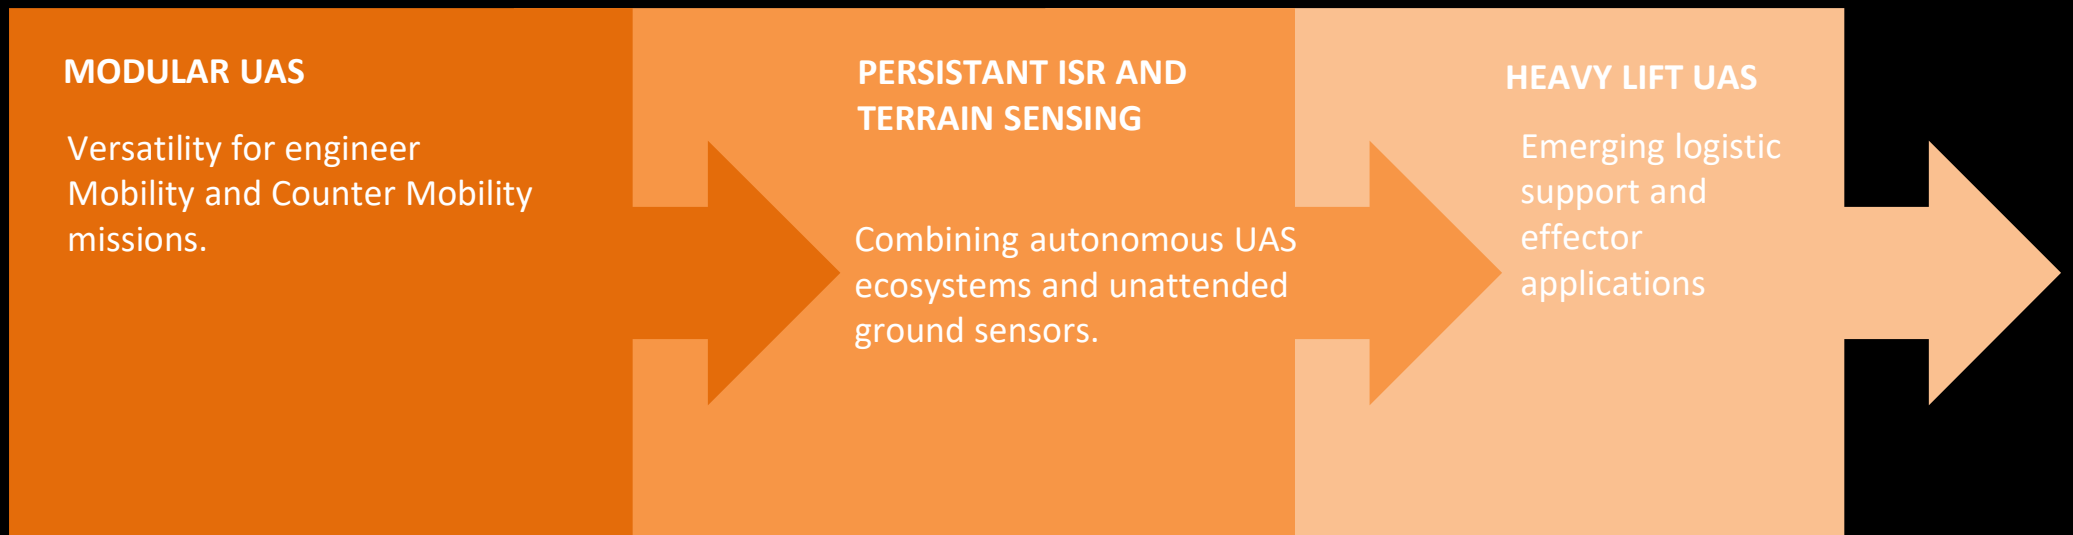 MODULAR UAS
Versatility for engineer
Mobility and Counter Mobility
missions.
PERSISTANT ISR AND
TERRAIN SENSING
Combining autonomous UAS
ecosystems and unattended
ground sensors.
HEAVY LIFT UAS
Emerging logistic
support and
effector
applications